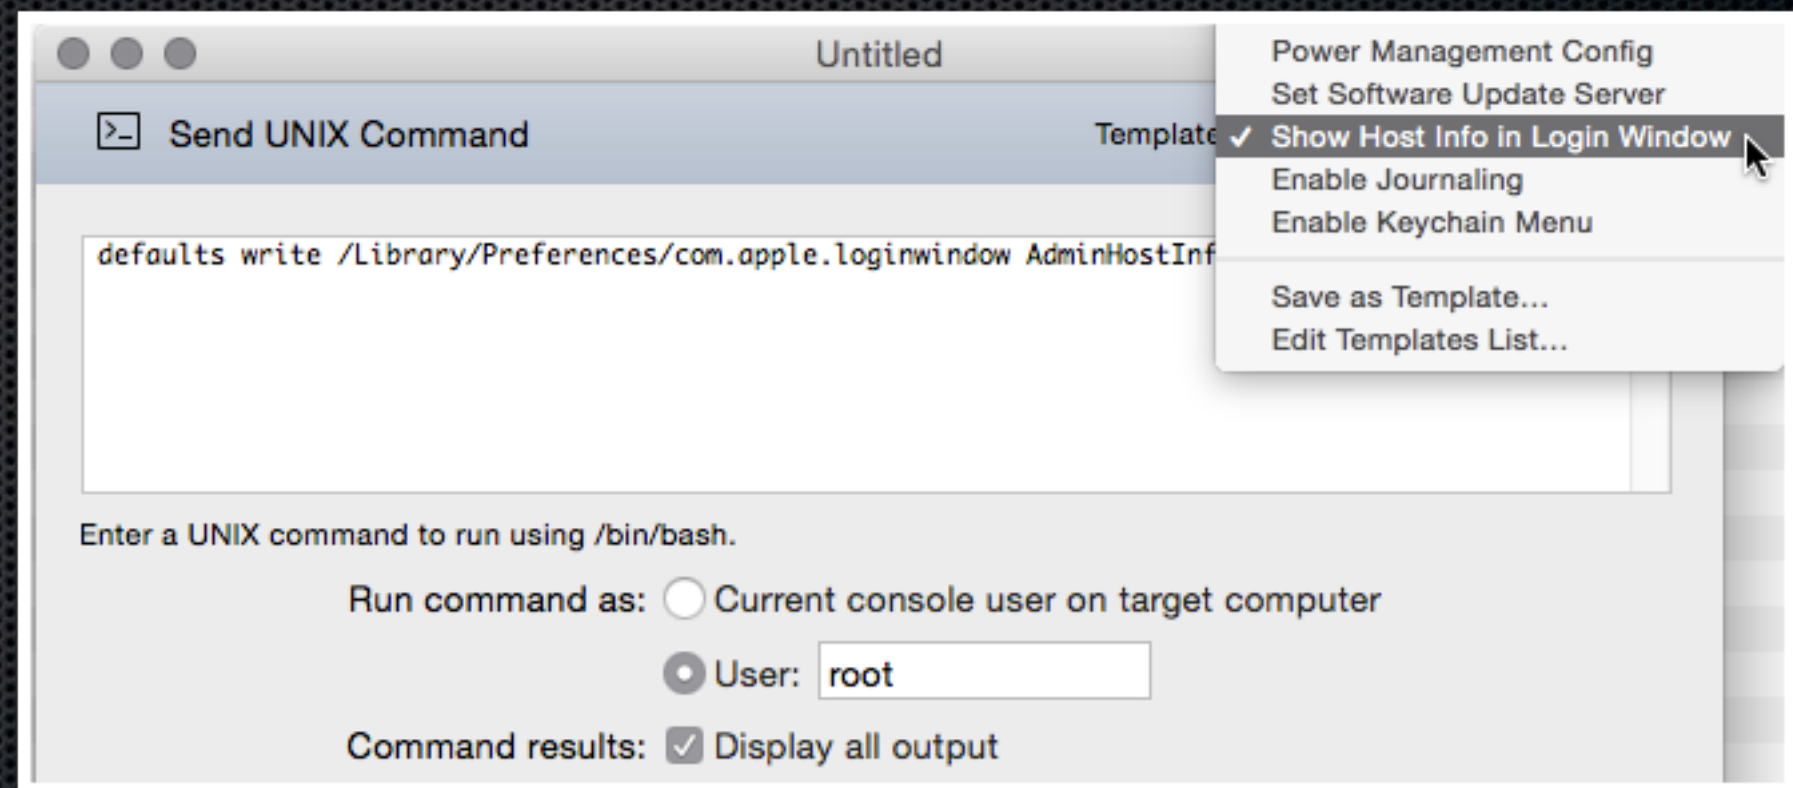 Untitled
Send UNIX Command
Template
Power Management Config
Set Software Update Server
✓ Show Host Info in Login Window
Enable Journaling
Enable Keychain Menu
Save as Template...
Edit Templates List...
defaults write /Library/Preferences/com.apple.loginwindow AdminHostInf
Enter a UNIX command to run using /bin/bash.
Run command as: Current console user on target computer
User: root
Command results: Display all output